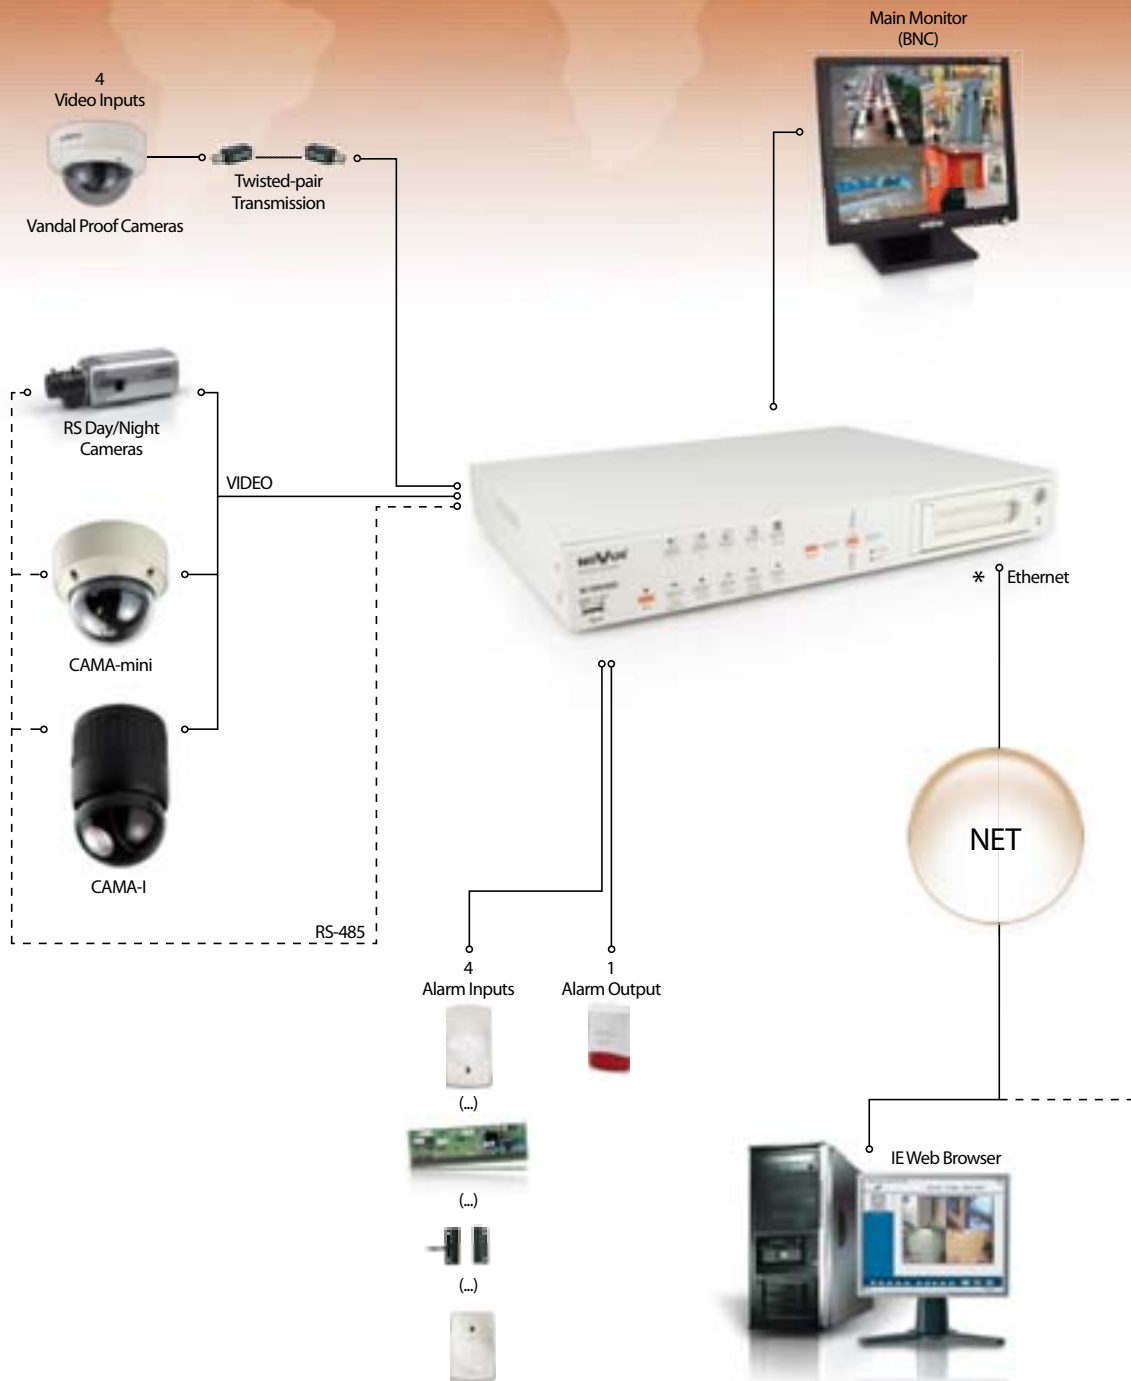 Main Monitor
(BNC)
4
Video Inputs
Twisted-pair
Transmission
Vandal Proof Cameras
RS Day/Night
Cameras
VIDEO
NOVUS
* Ethernet
CAMA-mini
NET
CAMA-I
RS-485
4
Alarm Inputs
1
Alarm Output
(...)
IE Web Browser
(...)
(...)